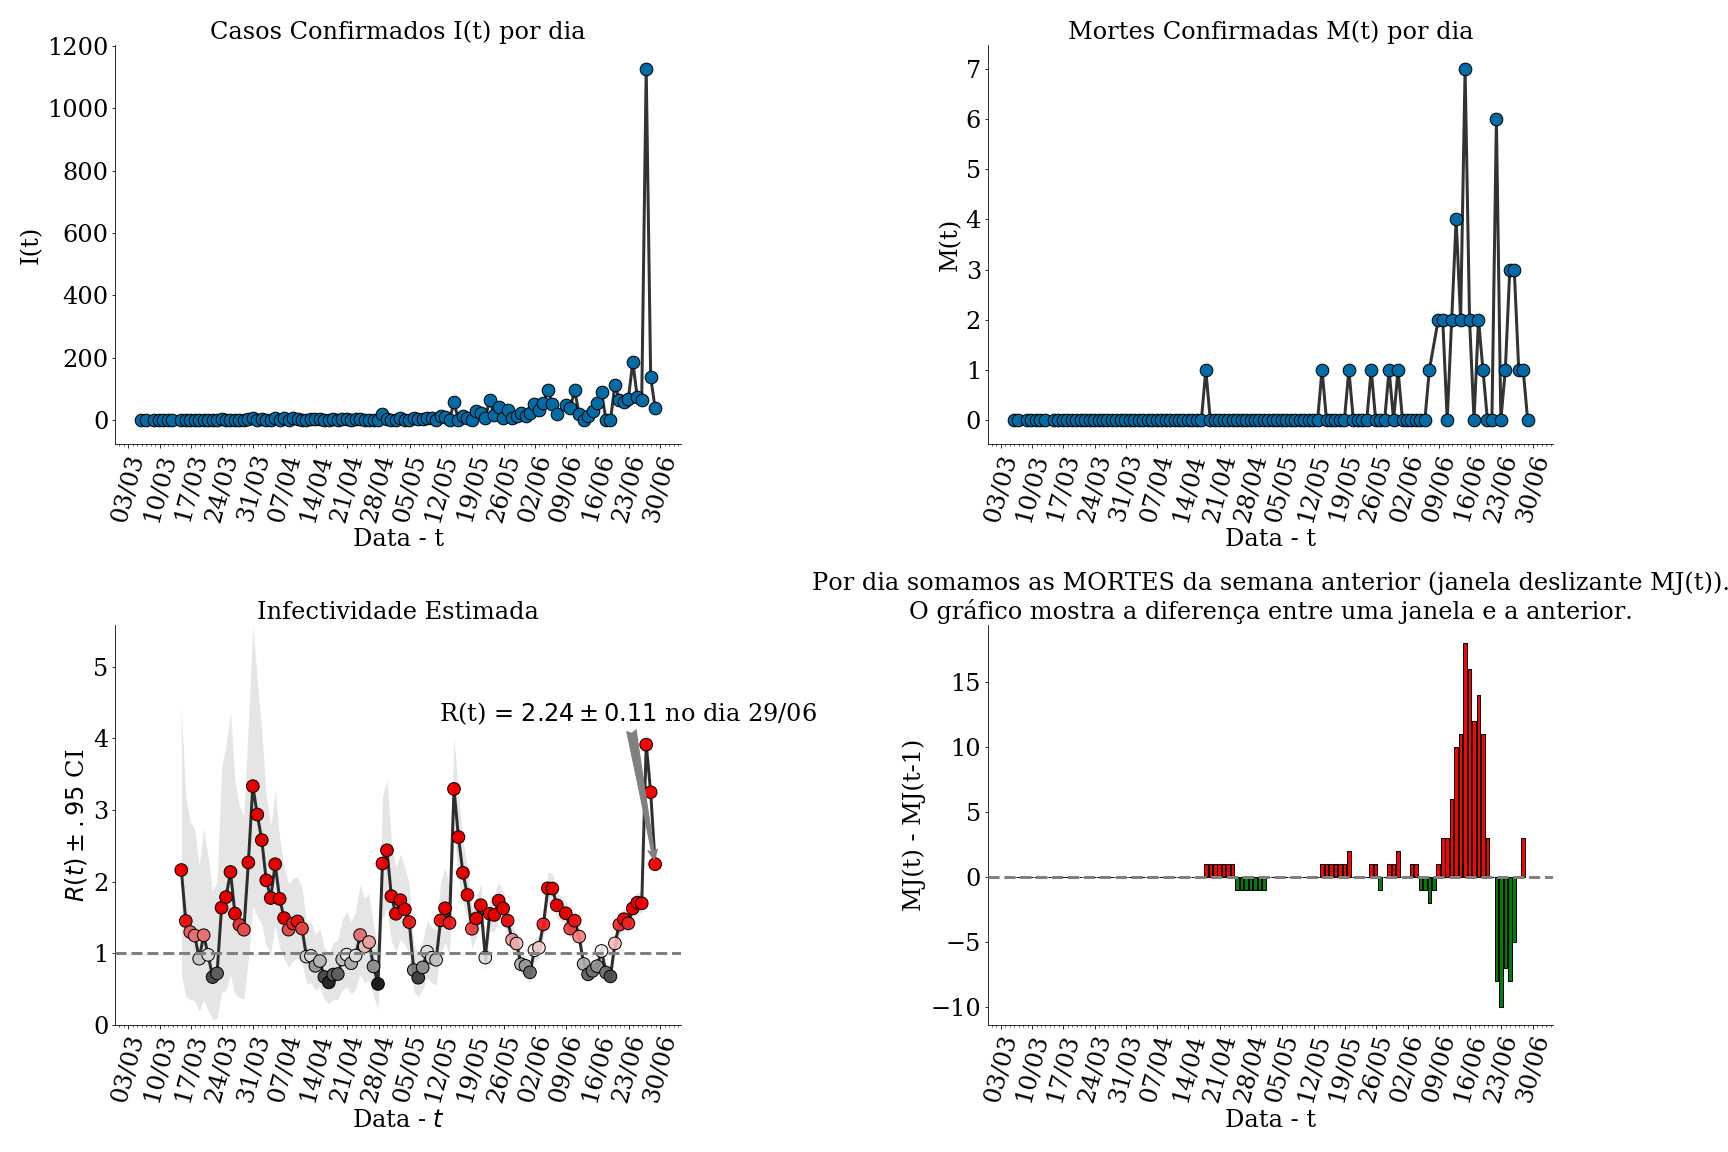 Casos Confirmados I(t) por dia
1200
1000
800
600
400
200
0
I(t)
03/03 10/03 17/03 24/03 31/03 07/04 14/04 21/04 28/04 05/05 12/05 19/05 26/05 02/06 09/06 16/06 23/06 30/06
Data - t
Mortes Confirmadas M(t) por dia
7
6
5
4
3
2
1
0
M(t)
03/03 10/03 17/03 24/03 31/03 07/04 14/04 21/04 28/04 05/05 12/05 19/05 26/05 02/06 09/06 16/06 23/06 30/06
Data - t
Infectividade Estimada
5
4
3
2
1
0
R(t) ± .95 CI
R(t) = 2.24 ± 0.11 no dia 29/06
03/03 10/03 17/03 24/03 31/03 07/04 14/04 21/04 28/04 05/05 12/05 19/05 26/05 02/06 09/06 16/06 23/06 30/06
Data - t
Por dia somamos as MORTES da semana anterior (janela deslizante MJ(t)).
O gráfico mostra a diferença entre uma janela e a anterior.
15
10
5
0
−5
−10
MJ(t) - MJ(t-1)
03/03 10/03 17/03 24/03 31/03 07/04 14/04 21/04 28/04 05/05 12/05 19/05 26/05 02/06 09/06 16/06 23/06 30/06
Data - t